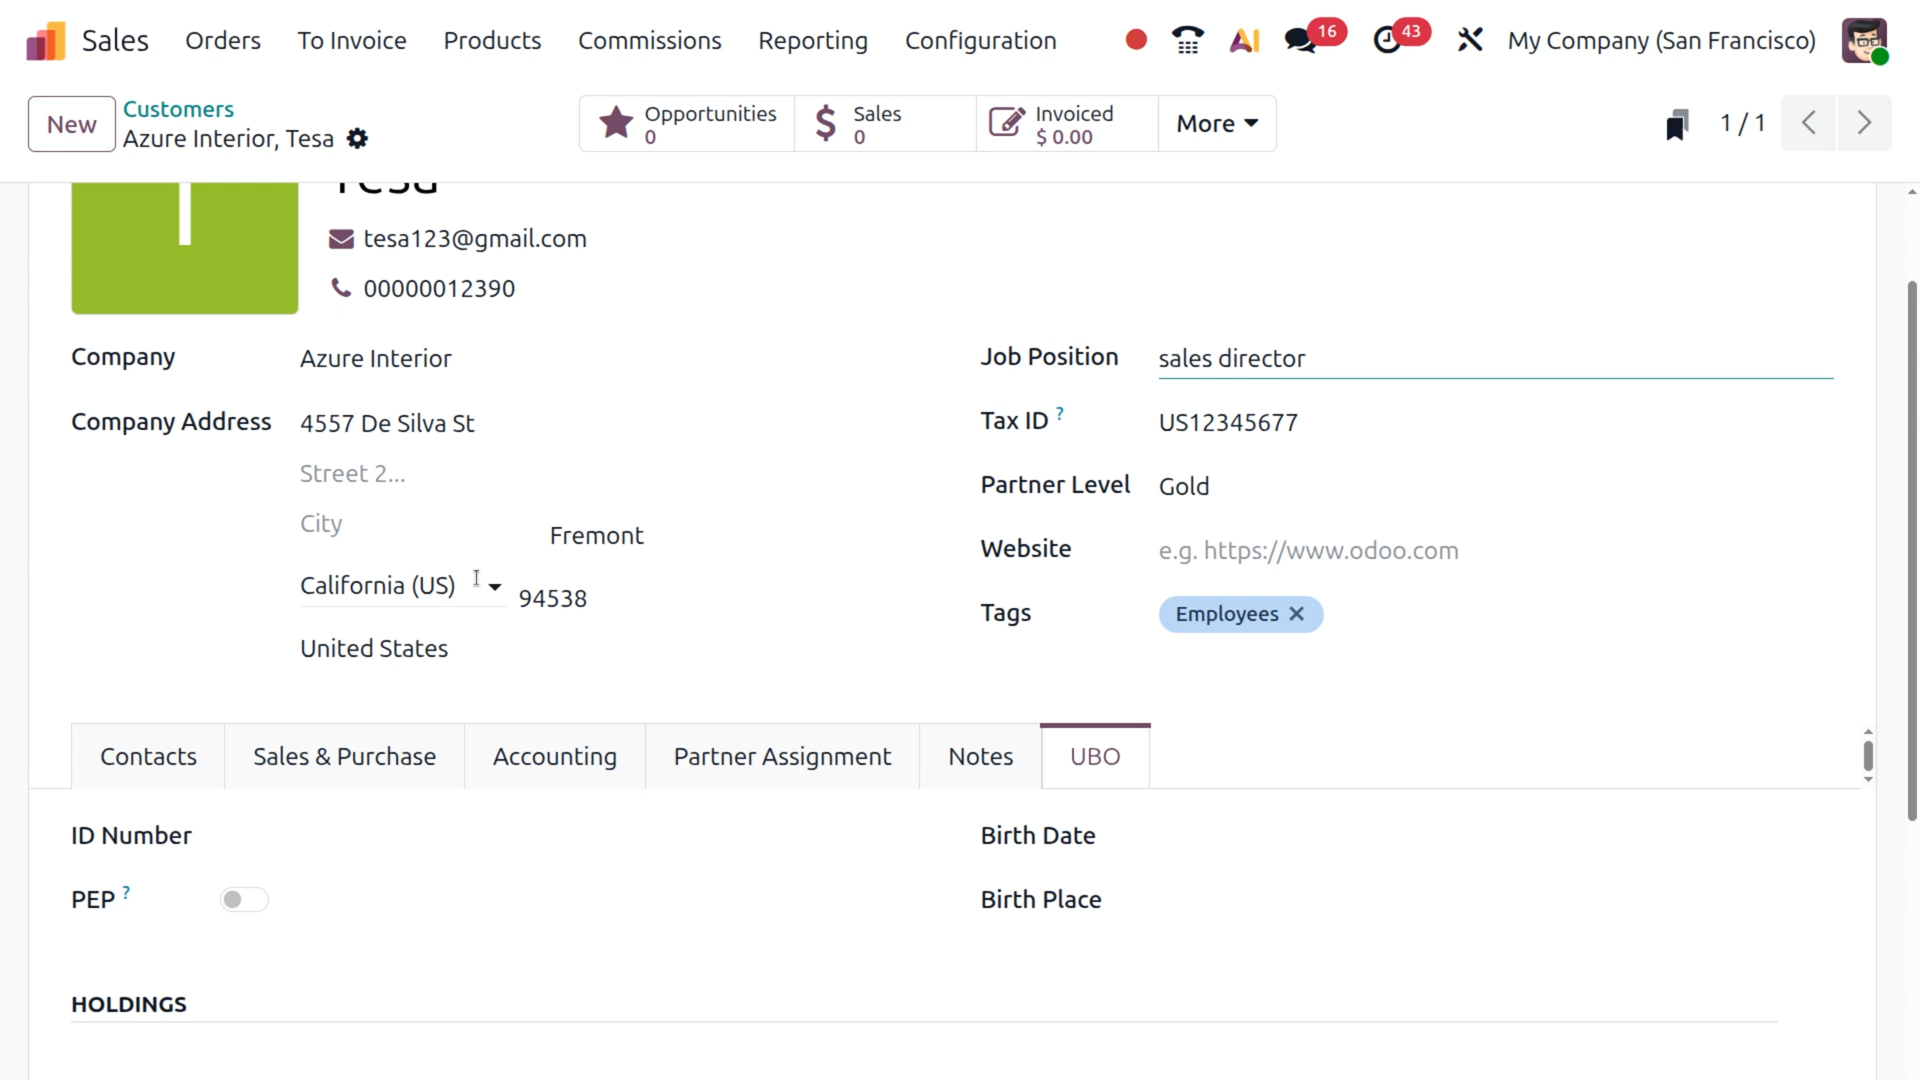 Sales Orders To Invoice Products Commissions Reporting Configuration AI 16 43 My Company (San Francisco)
New Customers
Azure Interior, Tesa
Opportunities 0
Sales 0
Invoiced $ 0.00
More
1 / 1
Tesa
tesa123@gmail.com
00000012390
Company Azure Interior
Company Address 4557 De Silva St
Street 2...
City Fremont
California (US) 94538
United States
Job Position sales director
Tax ID ? US12345677
Partner Level Gold
Website e.g. https://www.odoo.com
Tags Employees
Contacts Sales & Purchase Accounting Partner Assignment Notes UBO
ID Number
PEP ?
Birth Date
Birth Place
HOLDINGS